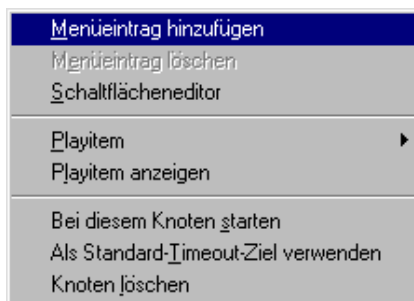 Menüeintrag hinzufügen
Menüeintrag löschen
Schaltflächeneditor
Playitem
Playitem anzeigen
Bei diesem Knoten starten
Als Standard-Timeout-Ziel verwenden
Knoten löschen